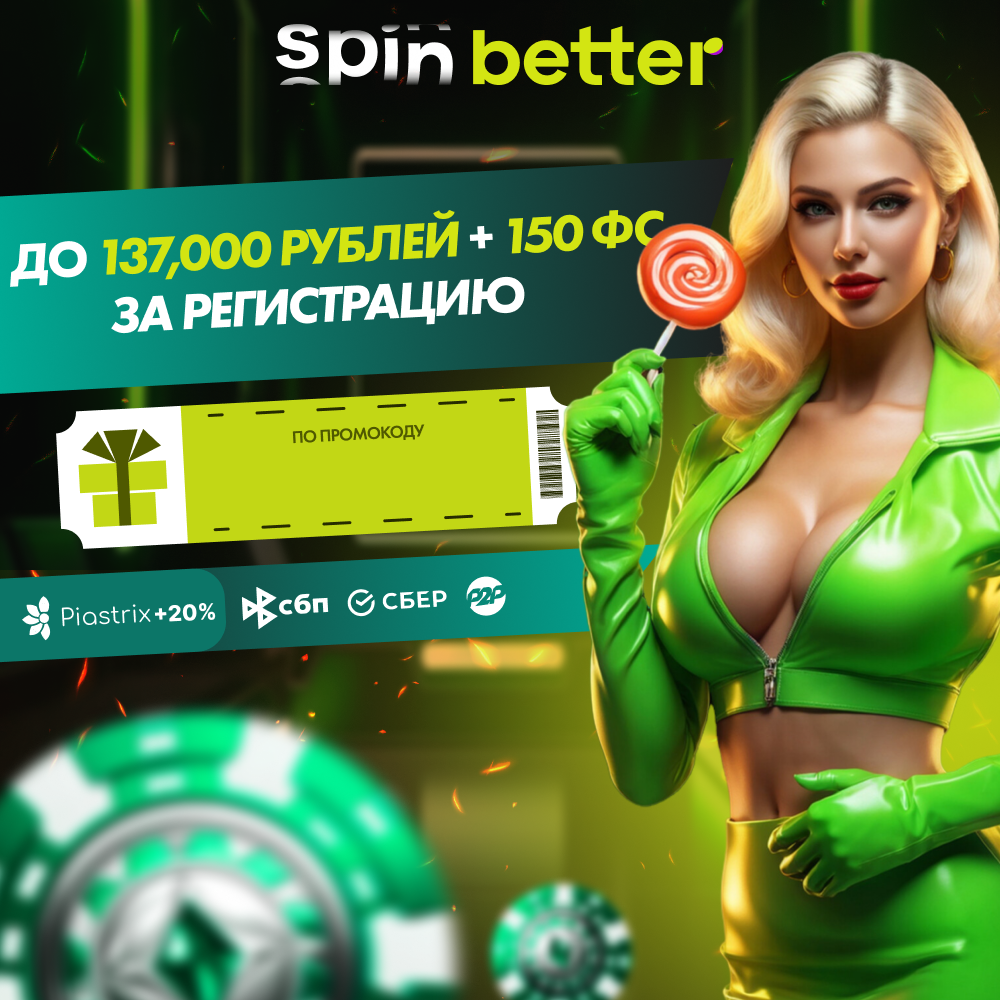 spin better
ДО 137,000 РУБЛЕЙ + 150 ФС
ЗА РЕГИСТРАЦИЮ
ПО ПРОМОКОДУ
Piastrix +20% сбп СБЕР P2P